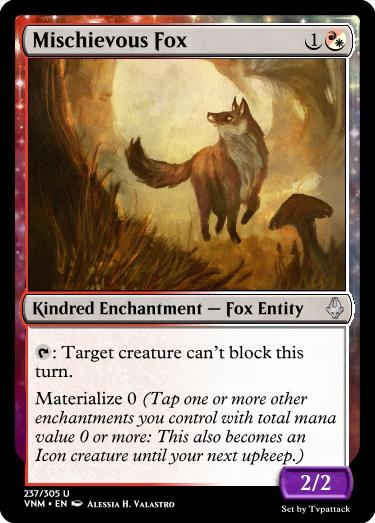 Mischievous Fox 1
Kindred Enchantment — Fox Entity
: Target creature can't block this
turn.
Materialize 0 (Tap one or more other
enchantments you control with total mana
value 0 or more: This also becomes an
Icon creature until your next upkeep.)
2/2
237/305 U
VNM • EN Alessia H. Valastro
Set by Tvpattack